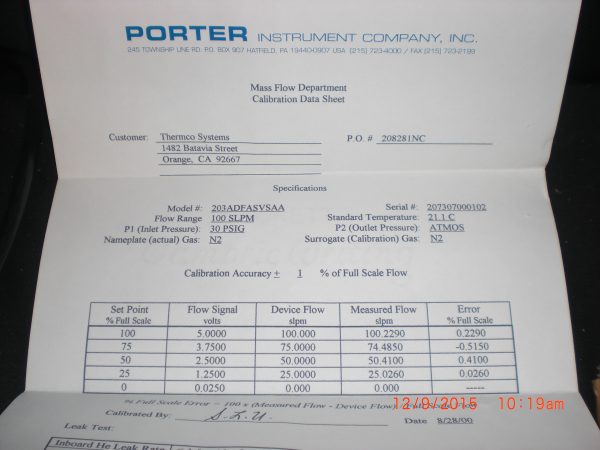 PORTER INSTRUMENT COMPANY, INC.
245 TOWNSHIP LINE RD. P.O. BOX 907 HATFIELD, PA 19440-0907 USA (215) 723-4000 / FAX (215) 723-2199
Mass Flow Department
Calibration Data Sheet
Customer: Thermco Systems P.O. # 208281NC
1482 Batavia Street
Orange, CA 92667
Specifications
Model #: 203ADFASVSAA Serial #: 207307000102
Flow Range 100 SLPM Standard Temperature: 21.1 C
P1 (Inlet Pressure): 30 PSIG P2 (Outlet Pressure): ATMOS
Nameplate (actual) Gas: N2 Surrogate (Calibration) Gas: N2
Calibration Accuracy ± 1 % of Full Scale Flow
Set Point Flow Signal Device Flow Measured Flow Error
% Full Scale volts slpm slpm % Full Scale
100 5.0000 100.000 100.2290 0.2290
75 3.7500 75.0000 74.4850 -0.5150
50 2.5000 50.0000 50.4100 0.4100
25 1.2500 25.0000 25.0260 0.0260
0 0.0250 0.000 0.000 -----
% Full Scale Error = 100 x (Measured Flow - Device Flow) / Full Scale Flow
12/9/2015 10:19am
Calibrated By: Date 8/28/00
Leak Test:
Inboard He Leak Rate